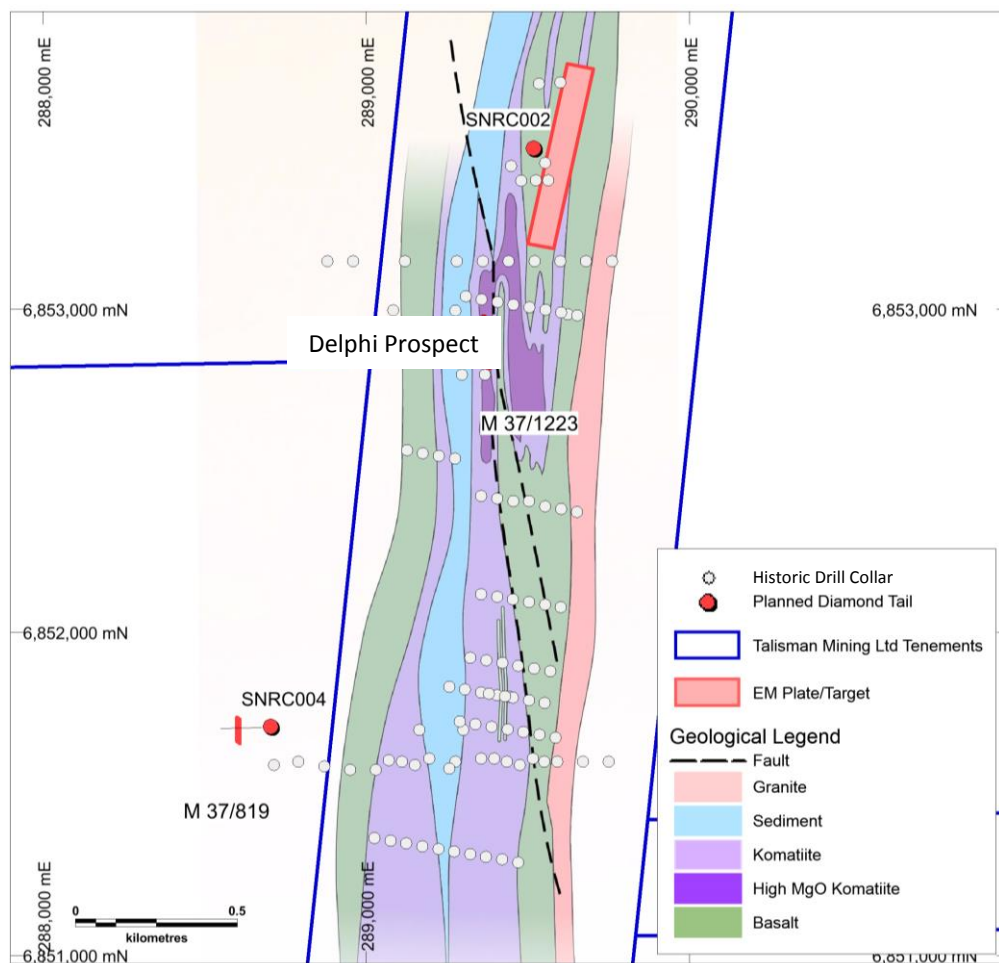 288,000 mE
289,000 mE
290,000 mE
SNRC002
6,853,000 mN
6,853,000 mN
Delphi Prospect
M 37/1223
Historic Drill Collar
Planned Diamond Tail
6,852,000 mN
Talisman Mining Ltd Tenements
EM Plate/Target
SNRC004
Geological Legend
Fault
Granite
M 37/819
Sediment
Komatiite
High MgO Komatiite
Basalt
0
0.5
kilometres
288,000 mE
289,000 mE
6,851,000 mN
6,851,000 mN